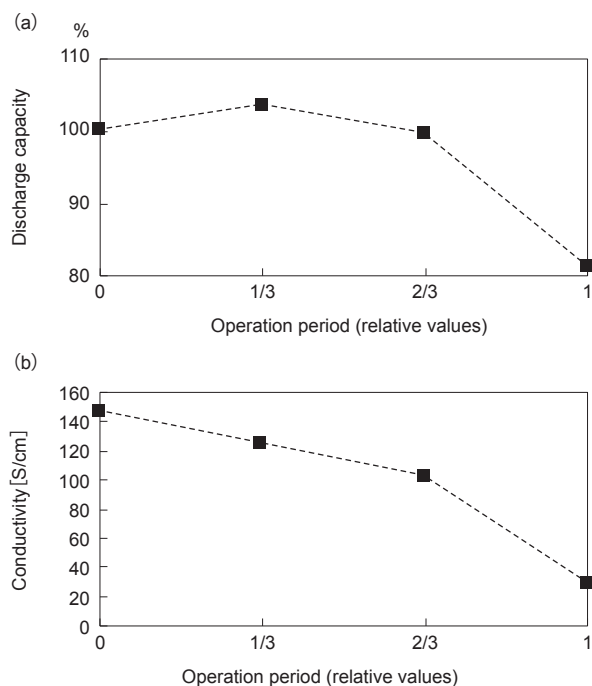 (a)
%
110
100
90
80
Discharge capacity
0 1/3 2/3 1
Operation period (relative values)
(b)
160
140
120
100
80
60
40
20
0
Conductivity[S/cm]
0 1/3 2/3 1
Operation period (relative values)